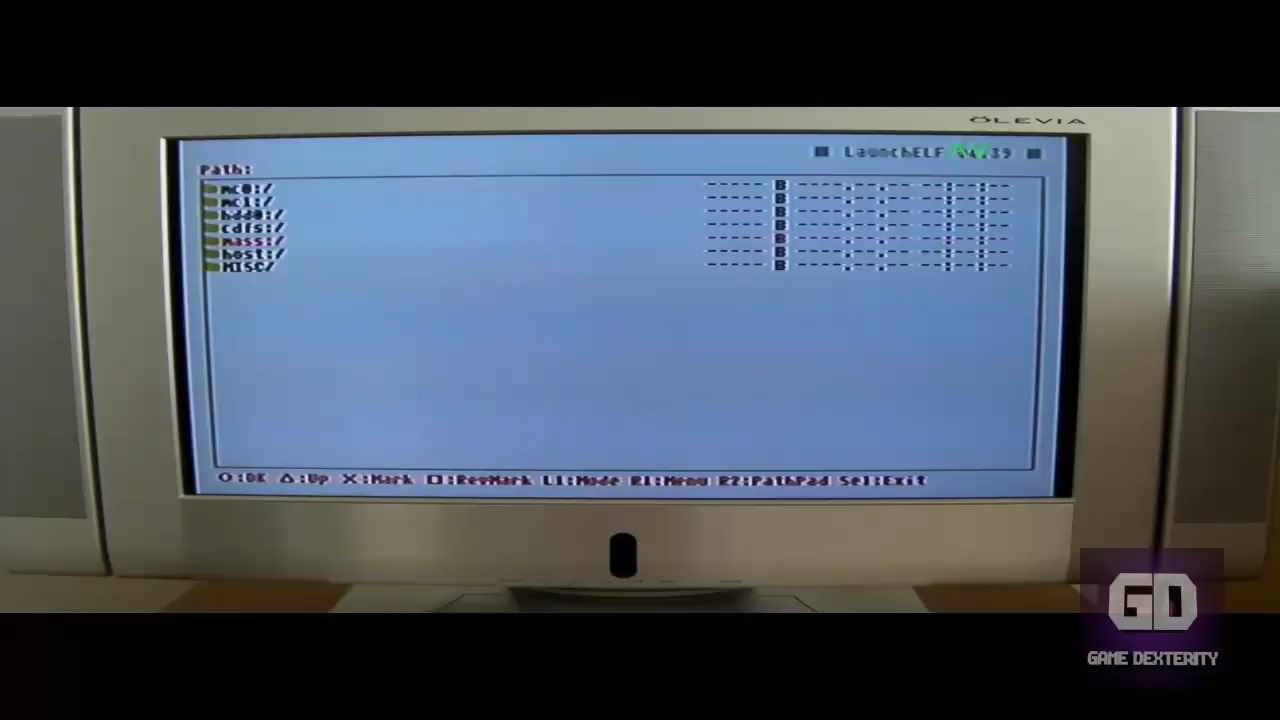 ÖLEVIA
LaunchELF
Path:
mc0:/
mc1:/
hdd0:/
cdfs:/
mass:/
host:/
MISC/
------ B ----.--.-- --:--:--
------ B ----.--.-- --:--:--
------ B ----.--.-- --:--:--
------ B ----.--.-- --:--:--
------ B ----.--.-- --:--:--
------ B ----.--.-- --:--:--
------ B ----.--.-- --:--:--
○:OK △:Up ×:Mark □:RevMark L1:Mode R1:Menu R2:PathPad Sel:Exit
GD
GAME DEXTERITY